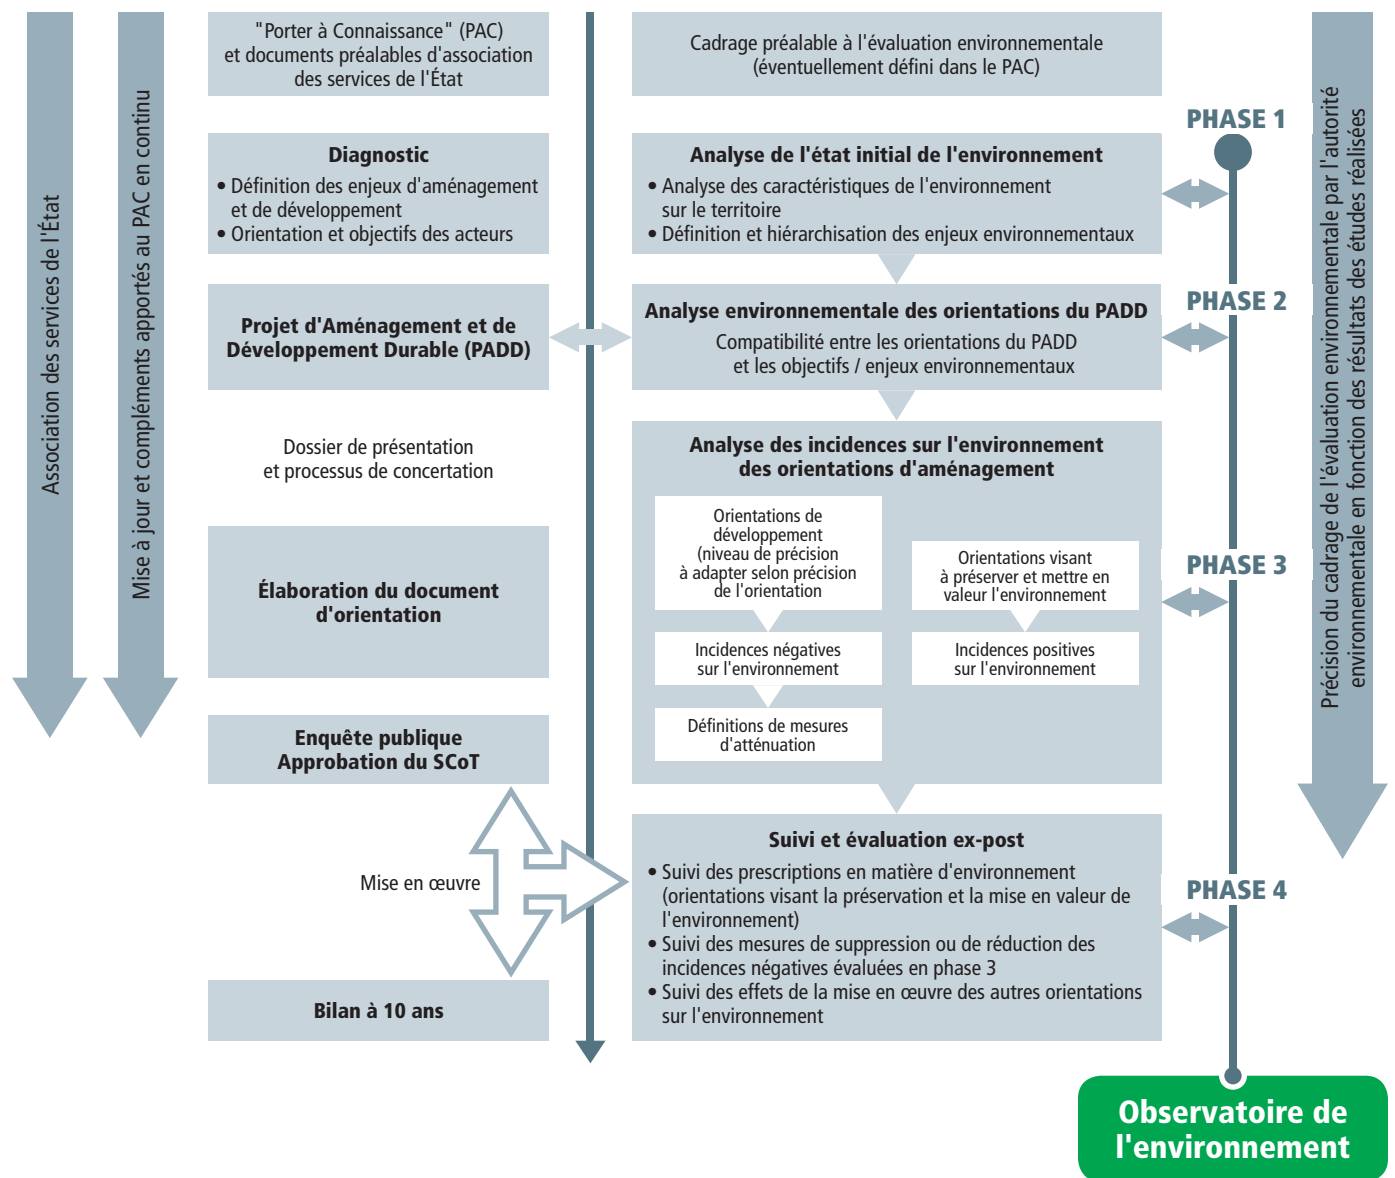 Association des services de l'État
Mise à jour et compléments apportés au PAC en continu
"Porter à Connaissance" (PAC)
et documents préalables d'association
des services de l'État
Diagnostic
• Définition des enjeux d'aménagement
et de développement
• Orientation et objectifs des acteurs
Projet d'Aménagement et de
Développement Durable (PADD)
Dossier de présentation
et processus de concertation
Élaboration du document
d'orientation
Enquête publique
Approbation du SCoT
Mise en œuvre
Bilan à 10 ans
Cadrage préalable à l'évaluation environnementale
(éventuellement défini dans le PAC)
Analyse de l'état initial de l'environnement
• Analyse des caractéristiques de l'environnement
sur le territoire
• Définition et hiérarchisation des enjeux environnementaux
Analyse environnementale des orientations du PADD
Compatibilité entre les orientations du PADD
et les objectifs / enjeux environnementaux
Analyse des incidences sur l'environnement
des orientations d'aménagement
Orientations de
développement
(niveau de précision
à adapter selon précision
de l'orientation
Incidences négatives
sur l'environnement
Définitions de mesures
d'atténuation
Orientations visant
à préserver et mettre en
valeur l'environnement
Incidences positives
sur l'environnement
Suivi et évaluation ex-post
• Suivi des prescriptions en matière d'environnement
(orientations visant la préservation et la mise en valeur de
l'environnement)
• Suivi des mesures de suppression ou de réduction des
incidences négatives évaluées en phase 3
• Suivi des effets de la mise en œuvre des autres orientations
sur l'environnement
PHASE 1
PHASE 2
PHASE 3
PHASE 4
Précision du cadrage de l'évaluation environnementale par l'autorité
environnementale en fonction des résultats des études réalisées
Observatoire de
l'environnement